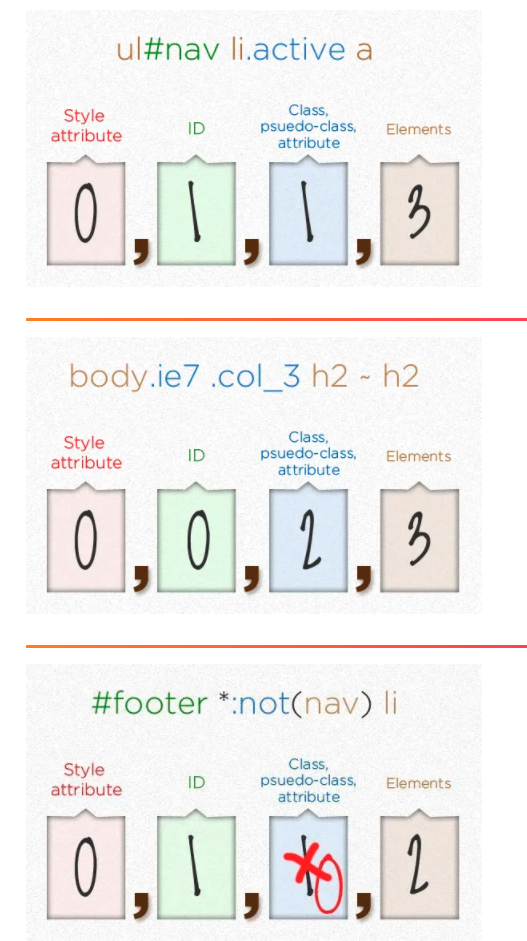 ul#nav li.active a
Style
attribute
ID
Class,
psuedo-class,
attribute
Elements
0 , 1 , 1 , 3
body.ie7 .col_3 h2 ~ h2
Style
attribute
ID
Class,
psuedo-class,
attribute
Elements
0 , 0 , 2 , 3
#footer *:not(nav) li
Style
attribute
ID
Class,
psuedo-class,
attribute
Elements
0 , 1 , 1 0 , 2